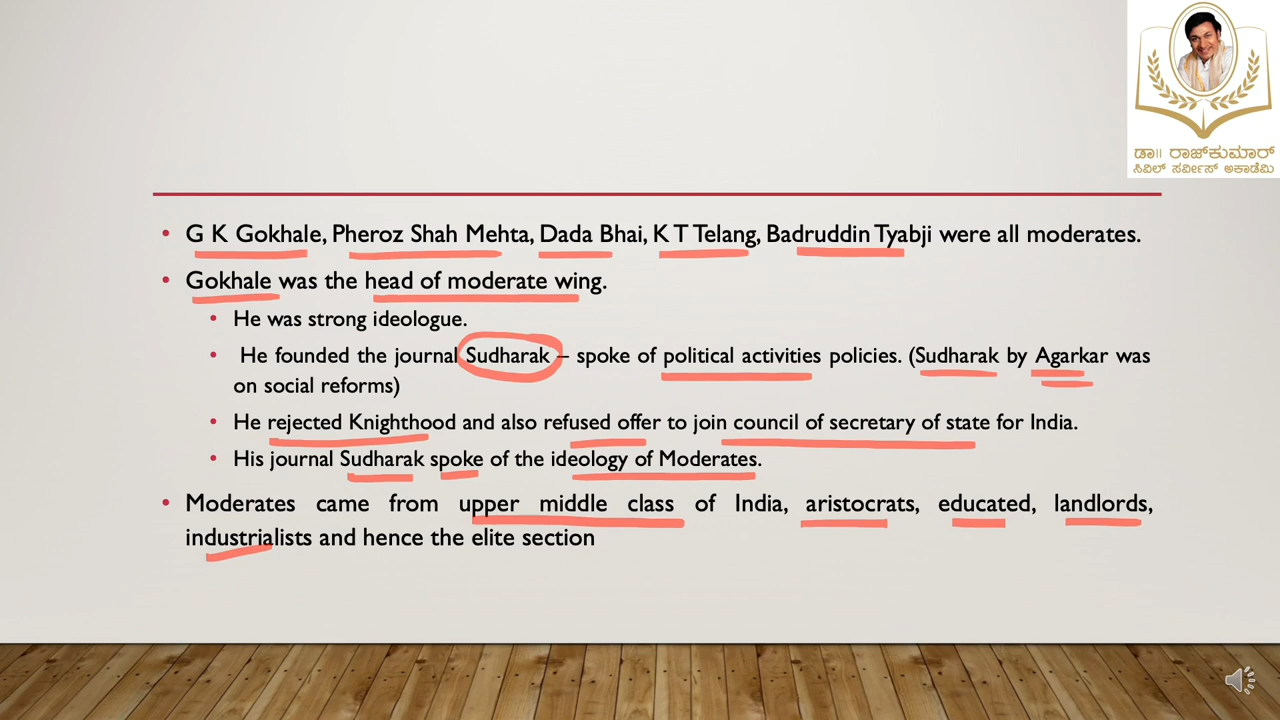 ಡಾ|| ರಾಜ್‌ಕುಮಾರ್
ಸಿವಿಲ್ ಸರ್ವೀಸ್ ಅಕಾಡೆಮಿ
• G K Gokhale, Pheroz Shah Mehta, Dada Bhai, K T Telang, Badruddin Tyabji were all moderates.
• Gokhale was the head of moderate wing.
• He was strong ideologue.
• He founded the journal Sudharak – spoke of political activities policies. (Sudharak by Agarkar was
on social reforms)
• He rejected Knighthood and also refused offer to join council of secretary of state for India.
• His journal Sudharak spoke of the ideology of Moderates.
• Moderates came from upper middle class of India, aristocrats, educated, landlords,
industrialists and hence the elite section